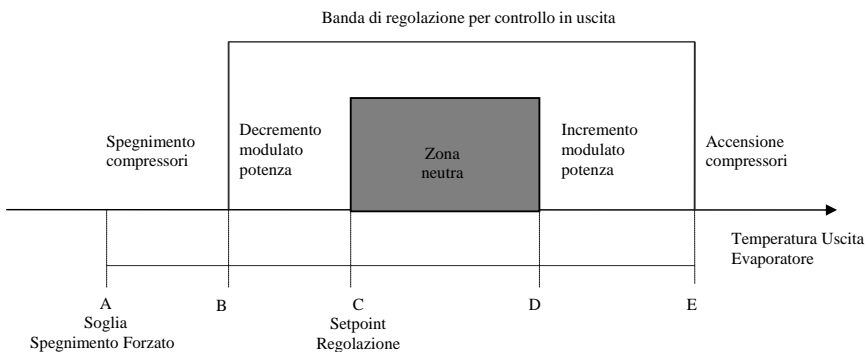 Banda di regolazione per controllo in uscita
Spegnimento
compressori
Decremento
modulato
potenza
Zona
neutra
Incremento
modulato
potenza
Accensione
compressori
Temperatura Uscita
Evaporatore
A
B
C
D
E
Soglia
Spegnimento Forzato
Setpoint
Regolazione